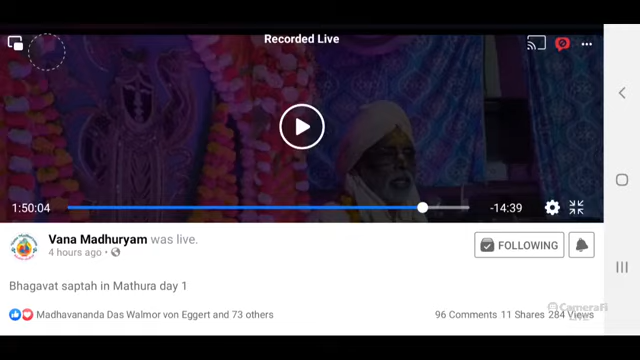 Recorded Live
1:50:04
-14:39
Vana Madhuryam was live.
FOLLOWING
4 hours ago
Bhagavat saptah in Mathura day 1
Madhavananda Das Walmor von Eggert and 73 others
96 Comments 11 Shares 284 Views
CameraFi
LIVE